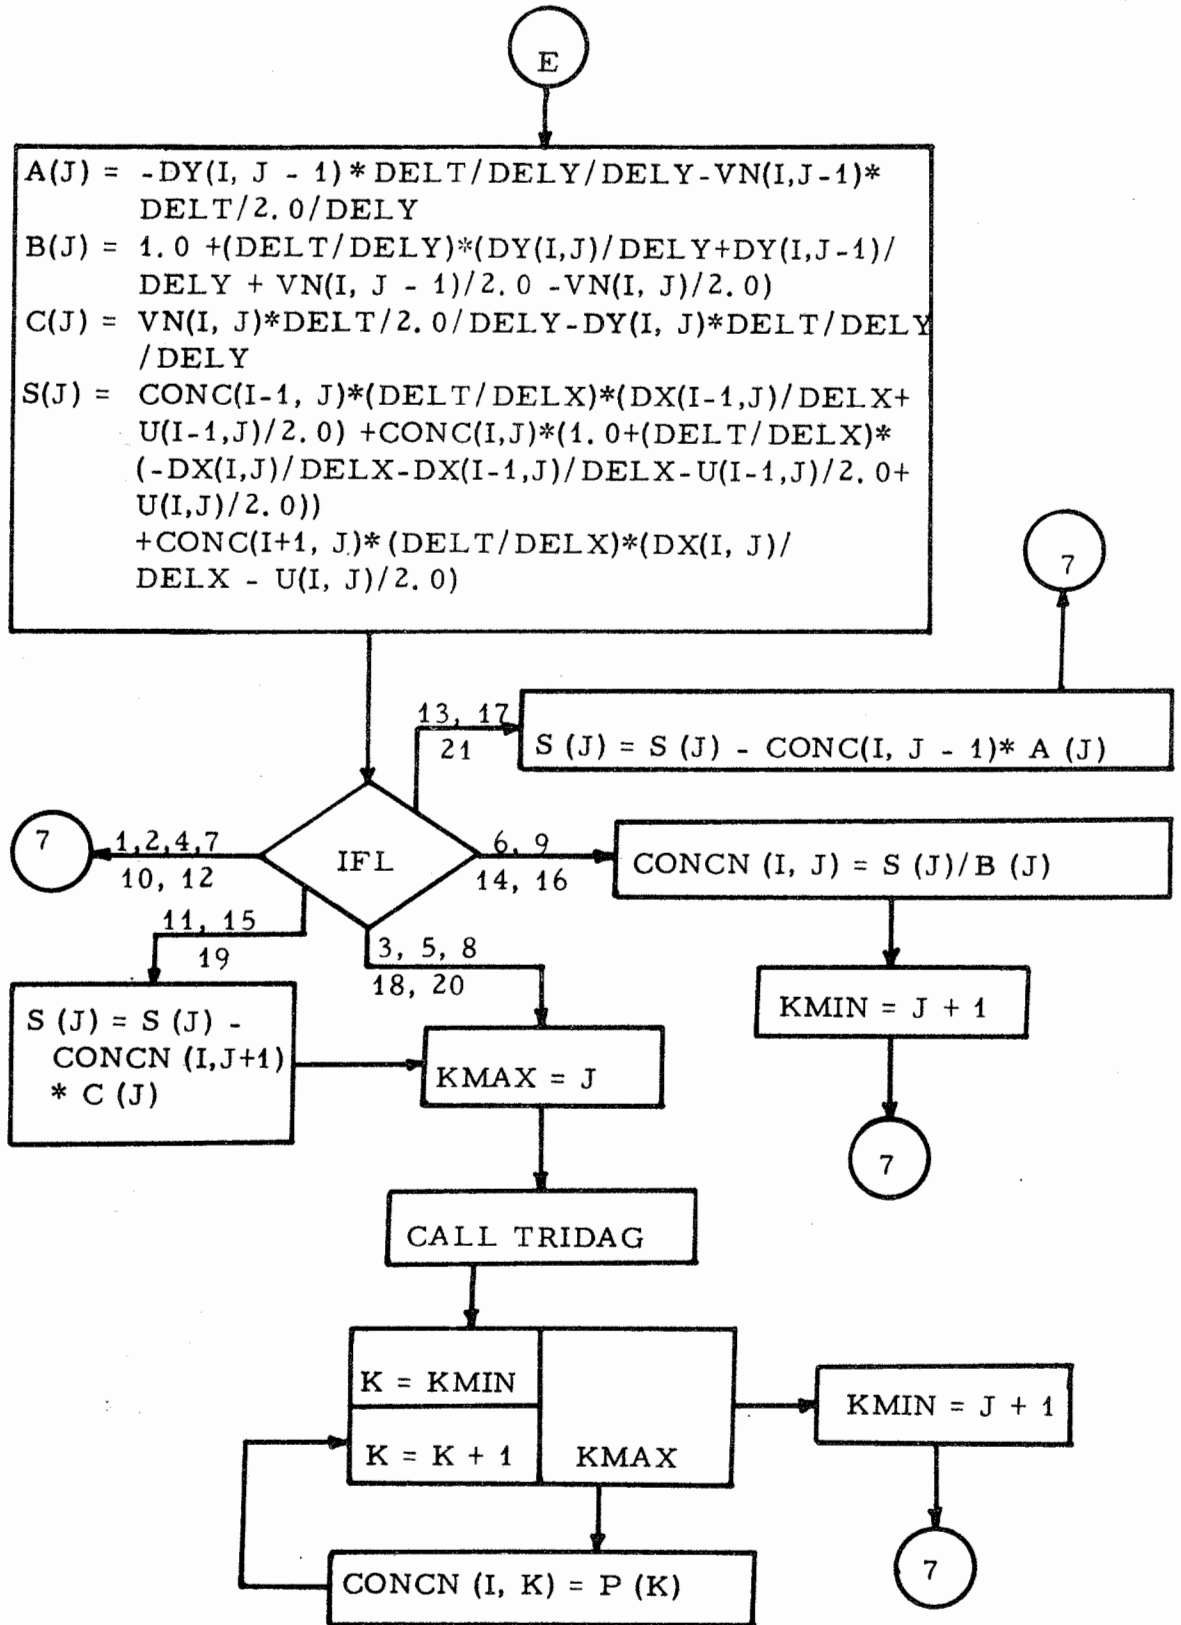 E
A(J) = -DY(I, J - 1)*DELT/DELY/DELY-VN(I,J-1)*
DELT/2.0/DELY
B(J) = 1.0 +(DELT/DELY)*(DY(I,J)/DELY+DY(I,J-1)/
DELY + VN(I, J - 1)/2.0 -VN(I, J)/2.0)
C(J) = VN(I, J)*DELT/2.0/DELY-DY(I, J)*DELT/DELY
/DELY
S(J) = CONC(I-1, J)*(DELT/DELX)*(DX(I-1,J)/DELX+
U(I-1,J)/2.0) +CONC(I,J)*(1.0+(DELT/DELX)*
(-DX(I,J)/DELX-DX(I-1,J)/DELX-U(I-1,J)/2.0+
U(I,J)/2.0))
+CONC(I+1, J)*(DELT/DELX)*(DX(I, J)/
DELX - U(I, J)/2.0)
7
13, 17
21
S (J) = S (J) - CONC(I, J - 1)* A (J)
7
1,2,4,7
10, 12
IFL
6, 9
14, 16
CONCN (I, J) = S (J)/B (J)
11, 15
19
3, 5, 8
18, 20
KMIN = J + 1
S (J) = S (J) -
CONCN (I,J+1)
* C (J)
KMAX = J
7
CALL TRIDAG
K = KMIN
K = K + 1
KMAX
KMIN = J + 1
CONCN (I, K) = P (K)
7